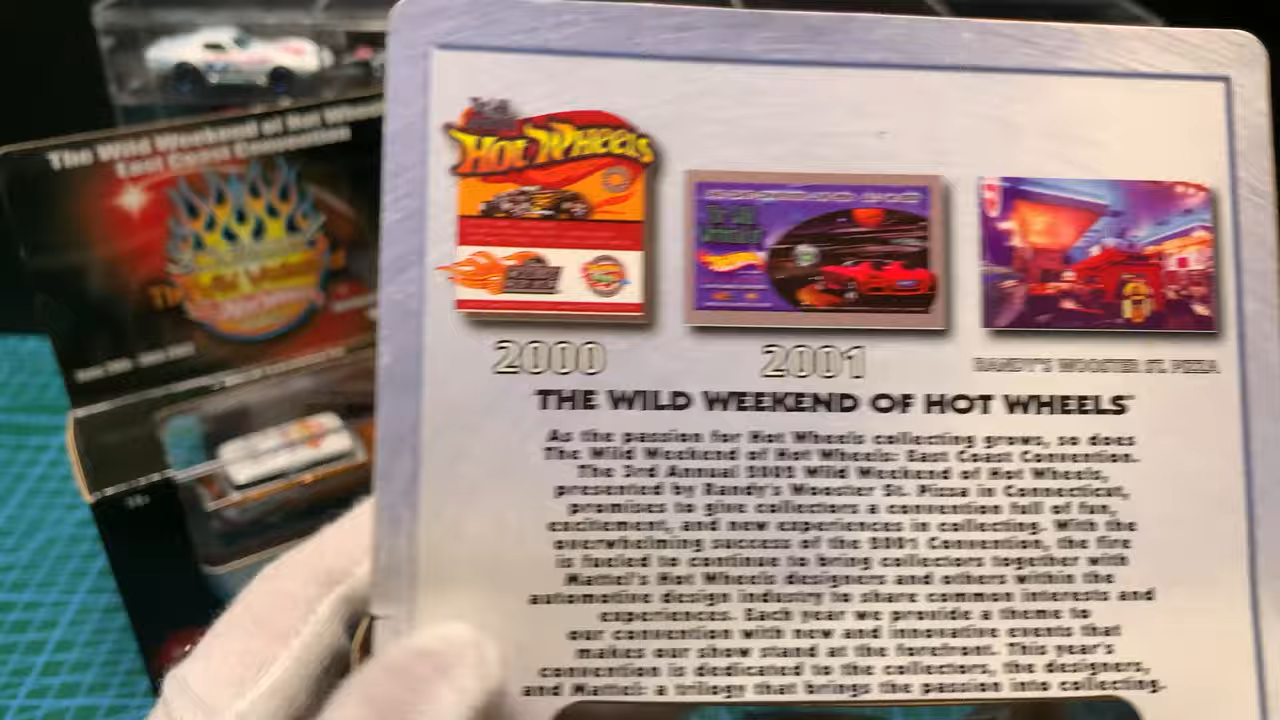 The Wild Weekend of Hot Wheels
East Coast Convention
HOT WHEELS
2000
2001
RANDY'S WOOSTER ST. PIZZA
THE WILD WEEKEND OF HOT WHEELS
As the passion for Hot Wheels collecting grows, so does
The Wild Weekend of Hot Wheels: East Coast Convention.
The 3rd Annual 2002 Wild Weekend of Hot Wheels,
presented by Randy's Wooster St. Pizza in Connecticut,
promises to give collectors a convention full of fun,
excitement, and new experiences in collecting. With the
overwhelming success of the 2001 Convention, the fire
is fueled to continue to bring collectors together with
Mattel's Hot Wheels designers and others within the
automotive design industry to share common interests and
experiences. Each year we provide a theme to
our convention with new and innovative events that
makes our show stand at the forefront. This year's
convention is dedicated to the collectors, the designers,
and Mattel: a trilogy that brings the passion into collecting.